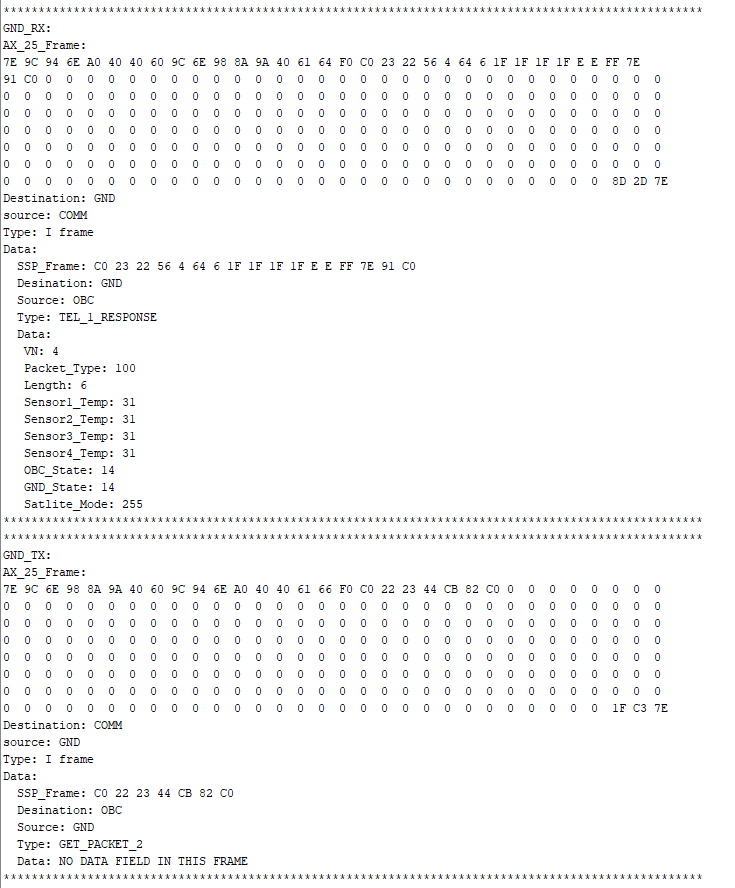 ****************************************************************************************************
GND_RX:
AX_25_Frame:
7E 9C 94 6E A0 40 40 60 9C 6E 98 8A 9A 40 61 64 F0 C0 23 22 56 4 64 6 1F 1F 1F 1F E E FF 7E
91 C0 0 0 0 0 0 0 0 0 0 0 0 0 0 0 0 0 0 0 0 0 0 0 0 0 0 0 0 0 0 0
0 0 0 0 0 0 0 0 0 0 0 0 0 0 0 0 0 0 0 0 0 0 0 0 0 0 0 0 0 0 0 0
0 0 0 0 0 0 0 0 0 0 0 0 0 0 0 0 0 0 0 0 0 0 0 0 0 0 0 0 0 0 0 0
0 0 0 0 0 0 0 0 0 0 0 0 0 0 0 0 0 0 0 0 0 0 0 0 0 0 0 0 0 0 0 0
0 0 0 0 0 0 0 0 0 0 0 0 0 0 0 0 0 0 0 0 0 0 0 0 0 0 0 0 0 0 0 0
0 0 0 0 0 0 0 0 0 0 0 0 0 0 0 0 0 0 0 0 0 0 0 0 0 0 0 0 0 0 0 0
0 0 0 0 0 0 0 0 0 0 0 0 0 0 0 0 0 0 0 0 0 0 0 0 0 0 0 0 0 8D 2D 7E
Destination: GND
source: COMM
Type: I frame
Data:
SSP_Frame: C0 23 22 56 4 64 6 1F 1F 1F 1F E E FF 7E 91 C0
Desination: GND
Source: OBC
Type: TEL_1_RESPONSE
Data:
VN: 4
Packet_Type: 100
Length: 6
Sensor1_Temp: 31
Sensor2_Temp: 31
Sensor3_Temp: 31
Sensor4_Temp: 31
OBC_State: 14
GND_State: 14
Satlite_Mode: 255
****************************************************************************************************
****************************************************************************************************
GND_TX:
AX_25_Frame:
7E 9C 6E 98 8A 9A 40 60 9C 94 6E A0 40 40 61 66 F0 C0 22 23 44 CB 82 C0 0 0 0 0 0 0 0 0
0 0 0 0 0 0 0 0 0 0 0 0 0 0 0 0 0 0 0 0 0 0 0 0 0 0 0 0 0 0 0 0
0 0 0 0 0 0 0 0 0 0 0 0 0 0 0 0 0 0 0 0 0 0 0 0 0 0 0 0 0 0 0 0
0 0 0 0 0 0 0 0 0 0 0 0 0 0 0 0 0 0 0 0 0 0 0 0 0 0 0 0 0 0 0 0
0 0 0 0 0 0 0 0 0 0 0 0 0 0 0 0 0 0 0 0 0 0 0 0 0 0 0 0 0 0 0 0
0 0 0 0 0 0 0 0 0 0 0 0 0 0 0 0 0 0 0 0 0 0 0 0 0 0 0 0 0 0 0 0
0 0 0 0 0 0 0 0 0 0 0 0 0 0 0 0 0 0 0 0 0 0 0 0 0 0 0 0 0 0 0 0
0 0 0 0 0 0 0 0 0 0 0 0 0 0 0 0 0 0 0 0 0 0 0 0 0 0 0 0 0 1F C3 7E
Destination: COMM
source: GND
Type: I frame
Data:
SSP_Frame: C0 22 23 44 CB 82 C0
Desination: OBC
Source: GND
Type: GET_PACKET_2
Data: NO DATA FIELD IN THIS FRAME
****************************************************************************************************